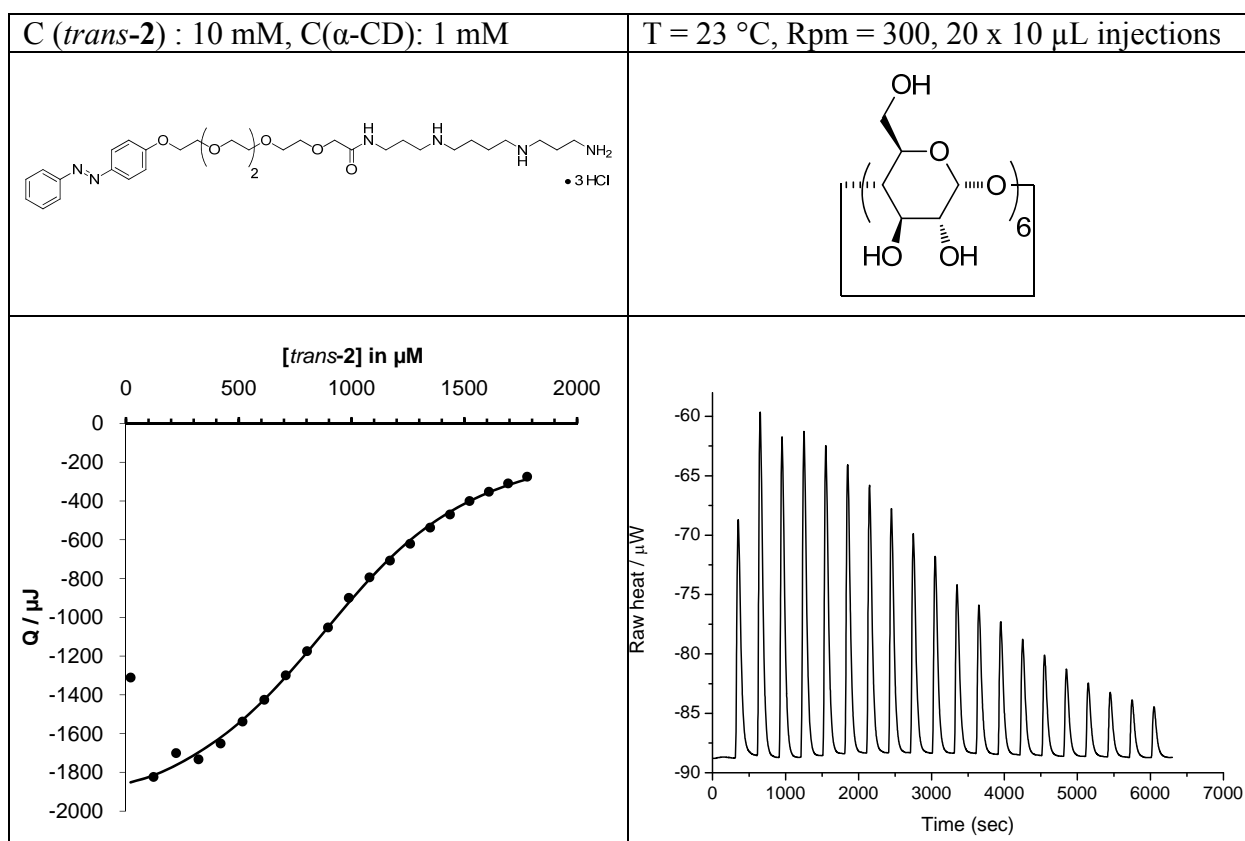 C (trans-2) : 10 mM, C(α-CD): 1 mM
T = 23 °C, Rpm = 300, 20 x 10 µL injections
O
O
2
O
O
O
H
N
H
N
N
H
NH2
• 3 HCl
N
N
OH
O
O
6
HO
OH
[trans-2] in µM
0 500 1000 1500 2000
0
-200
-400
-600
-800
-1000
-1200
-1400
-1600
-1800
-2000
Q / µJ
-60
-65
-70
-75
-80
-85
-90
Raw heat / µW
0 1000 2000 3000 4000 5000 6000 7000
Time (sec)